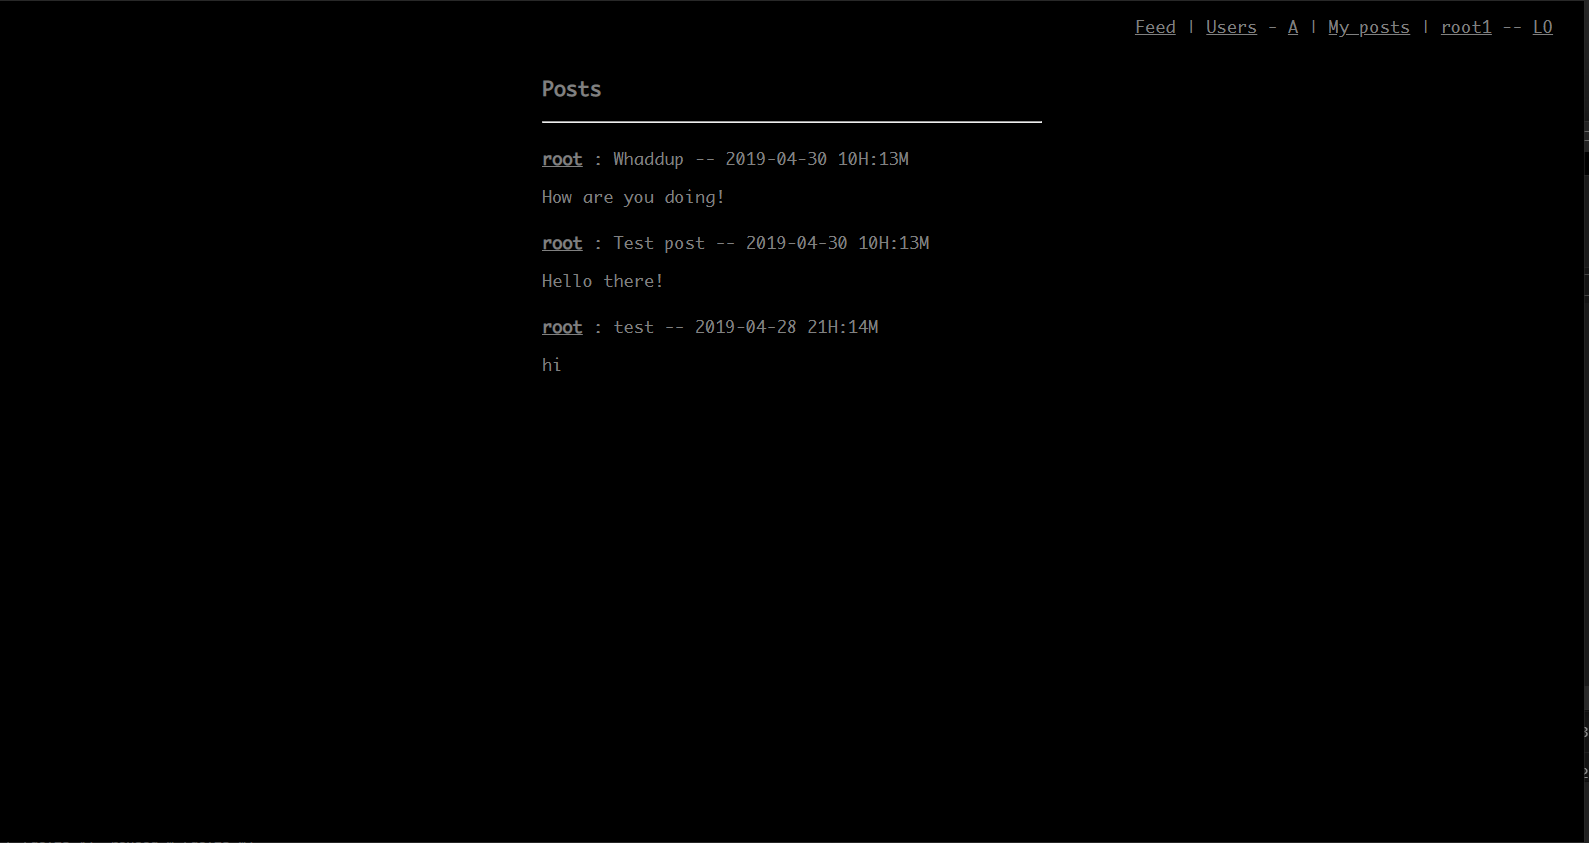 Feed | Users - A | My posts | root1 -- LO
Posts
root : Whaddup -- 2019-04-30 10H:13M
How are you doing!
root : Test post -- 2019-04-30 10H:13M
Hello there!
root : test -- 2019-04-28 21H:14M
hi